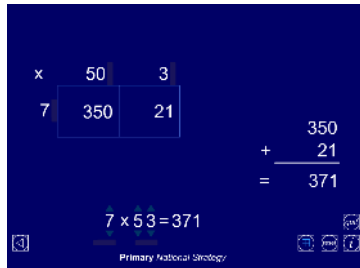 x 50 3
7 350 21
350
+ 21
= 371
7 x 53 = 371
Primary National Strategy